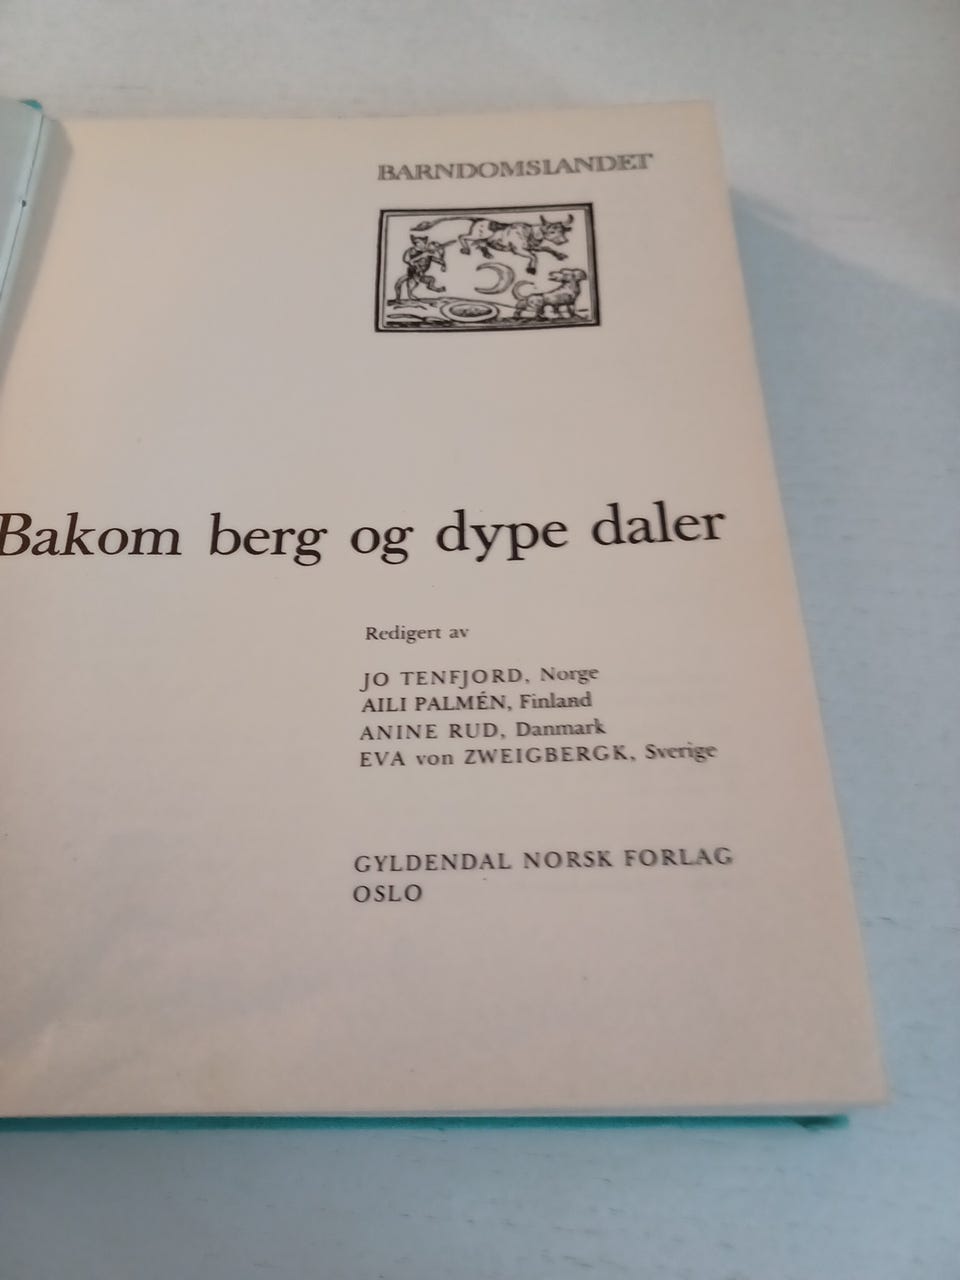 BARNDOMSLANDET
Bakom berg og dype daler
Redigert av
JO TENFJORD, Norge
AILI PALMÉN, Finland
ANINE RUD, Danmark
EVA von ZWEIGBERGK, Sverige
GYLDENDAL NORSK FORLAG
OSLO